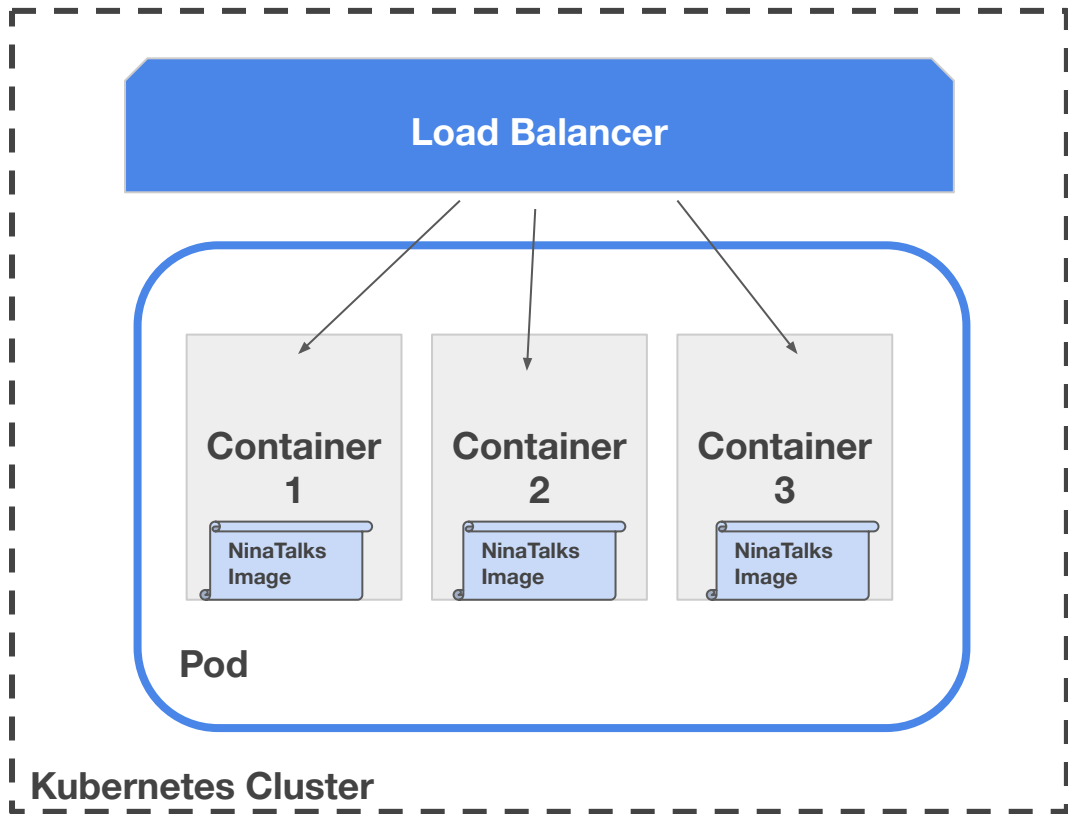 Load Balancer
Container
1
Container
2
Container
3
NinaTalks
Image
NinaTalks
Image
NinaTalks
Image
Pod
Kubernetes Cluster